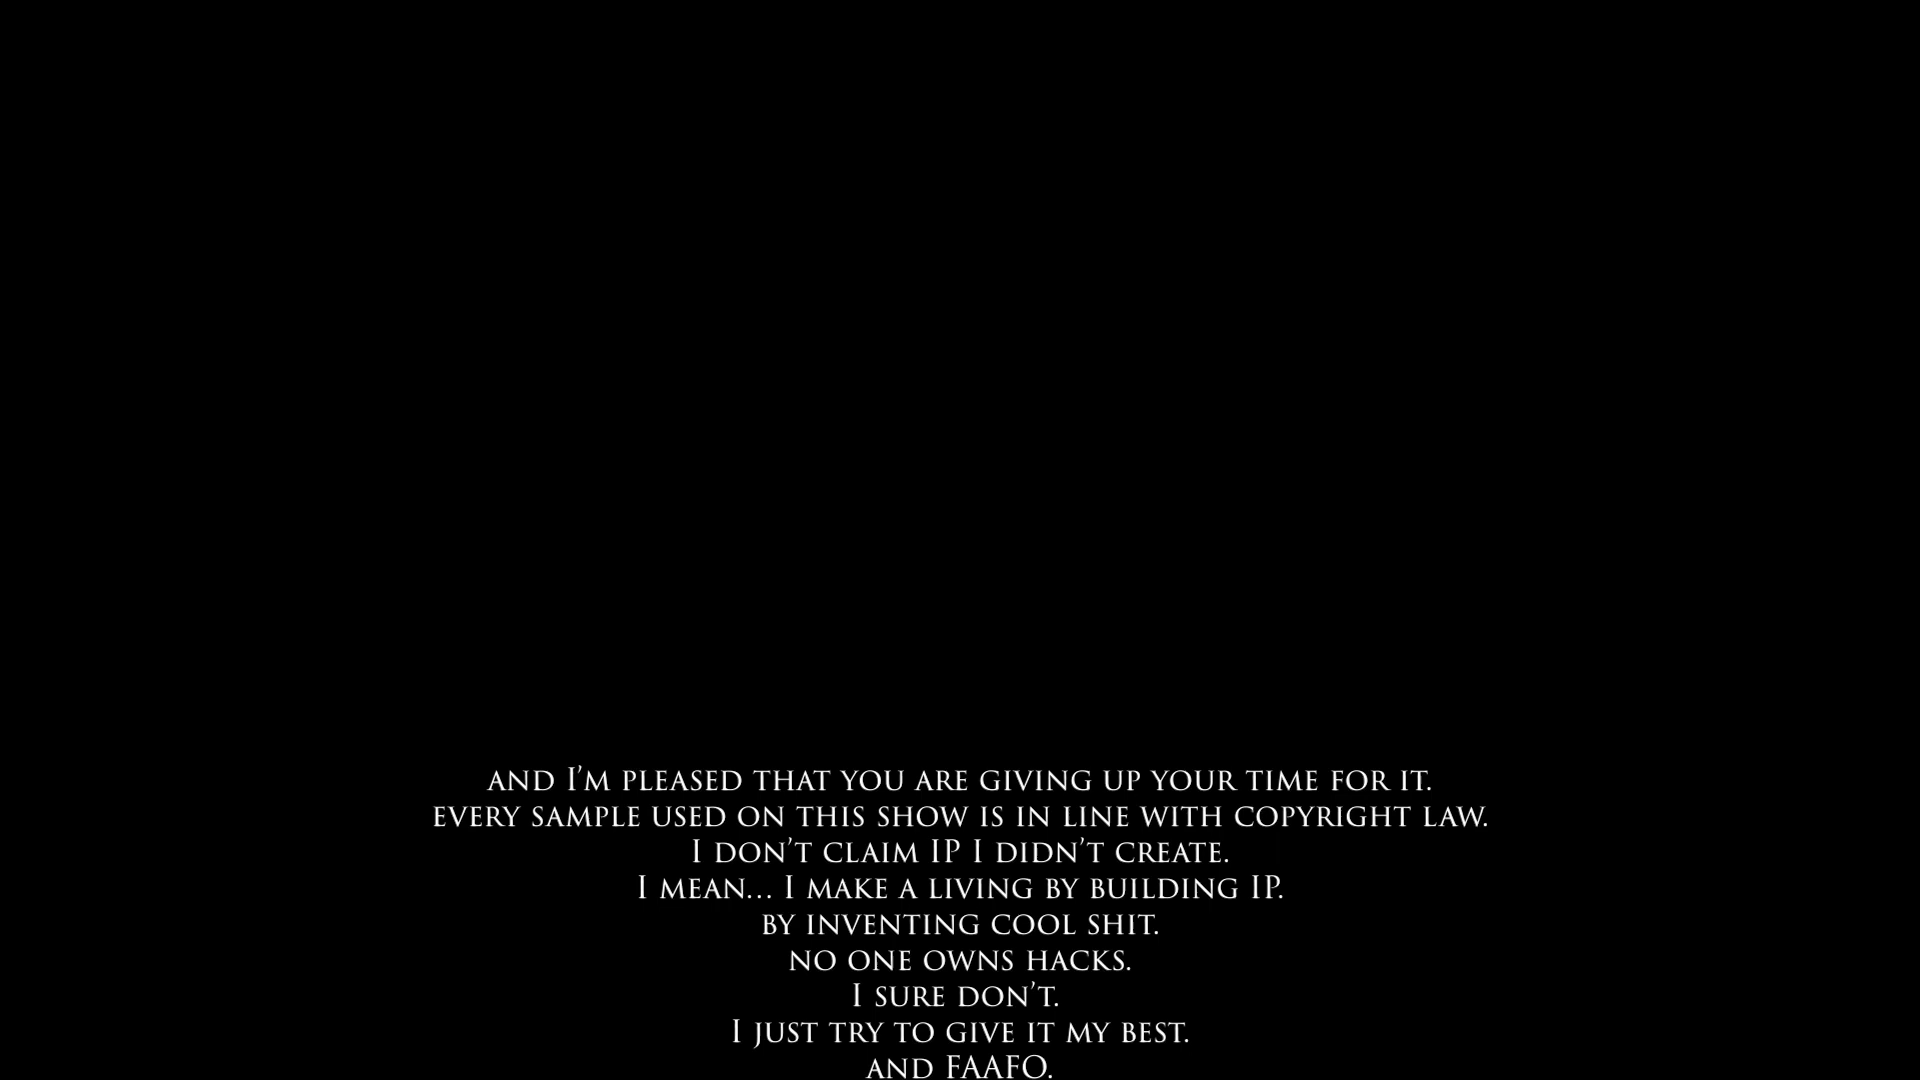 AND I'M PLEASED THAT YOU ARE GIVING UP YOUR TIME FOR IT.
EVERY SAMPLE USED ON THIS SHOW IS IN LINE WITH COPYRIGHT LAW.
I DON'T CLAIM IP I DIDN'T CREATE.
I MEAN... I MAKE A LIVING BY BUILDING IP.
BY INVENTING COOL SHIT.
NO ONE OWNS HACKS.
I SURE DON'T.
I JUST TRY TO GIVE IT MY BEST.
AND FAAFO.